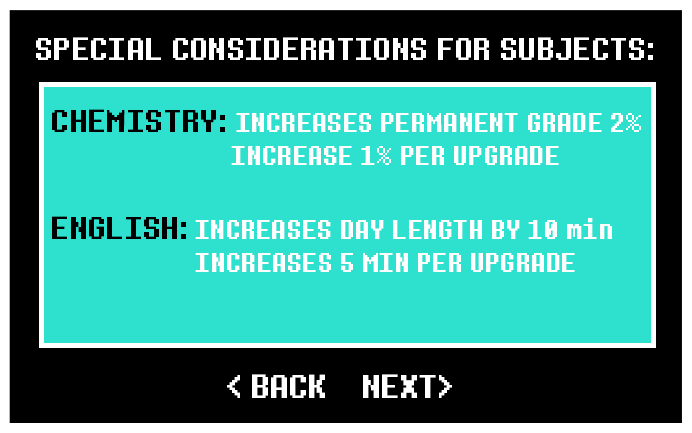 SPECIAL CONSIDERATIONS FOR SUBJECTS:
CHEMISTRY: INCREASES PERMANENT GRADE 2%
INCREASE 1% PER UPGRADE
ENGLISH: INCREASES DAY LENGTH BY 10 min
INCREASES 5 MIN PER UPGRADE
< BACK NEXT>